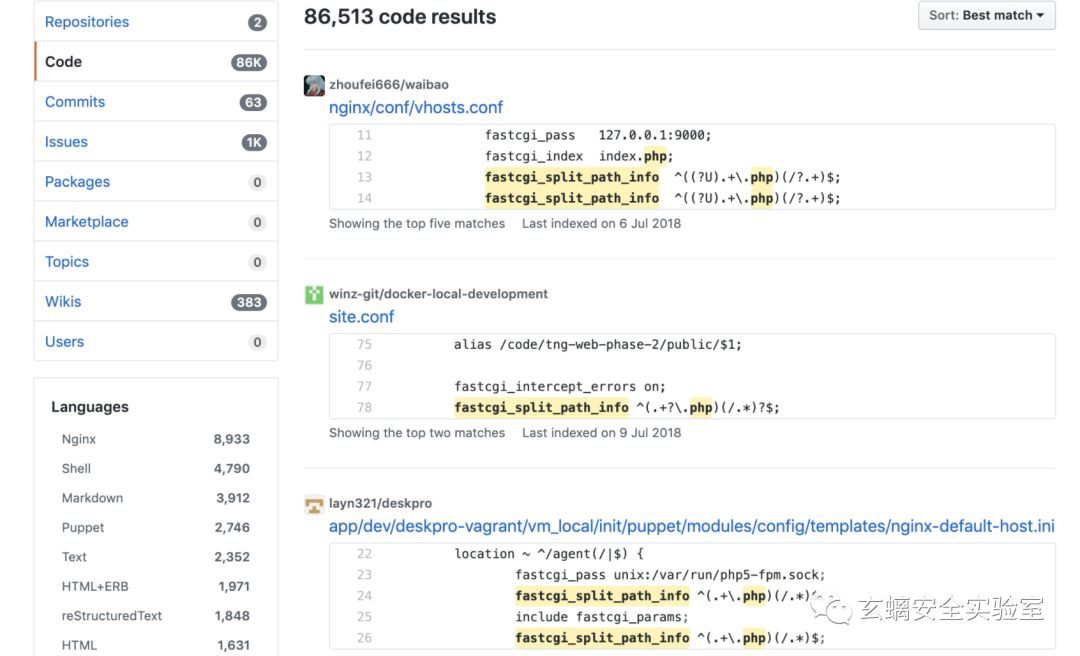 Repositories 2
Code 86K
Commits 63
Issues 1K
Packages 0
Marketplace 0
Topics 0
Wikis 383
Users 0
Languages
Nginx 8,933
Shell 4,790
Markdown 3,912
Puppet 2,746
Text 2,352
HTML+ERB 1,971
reStructuredText 1,848
HTML 1,631
86,513 code results
Sort: Best match
zhoufei666/waibao
nginx/conf/vhosts.conf
11 fastcgi_pass 127.0.0.1:9000;
12 fastcgi_index index.php;
13 fastcgi_split_path_info ^((?U).+\.php)(/?.+)$;
14 fastcgi_split_path_info ^((?U).+\.php)(/?.+)$;
Showing the top five matches Last indexed on 6 Jul 2018
winz-git/docker-local-development
site.conf
75 alias /code/tng-web-phase-2/public/$1;
76
77 fastcgi_intercept_errors on;
78 fastcgi_split_path_info ^(.+?\.php)(/.*)?$;
Showing the top two matches Last indexed on 9 Jul 2018
layn321/deskpro
app/dev/deskpro-vagrant/vm_local/init/puppet/modules/config/templates/nginx-default-host.ini
22 location ~ ^/agent(/|$) {
23 fastcgi_pass unix:/var/run/php5-fpm.sock;
24 fastcgi_split_path_info ^(.+\.php)(/.*)
25 include fastcgi_params;
26 fastcgi_split_path_info ^(.+\.php)(/.*)$;
玄螭安全实验室